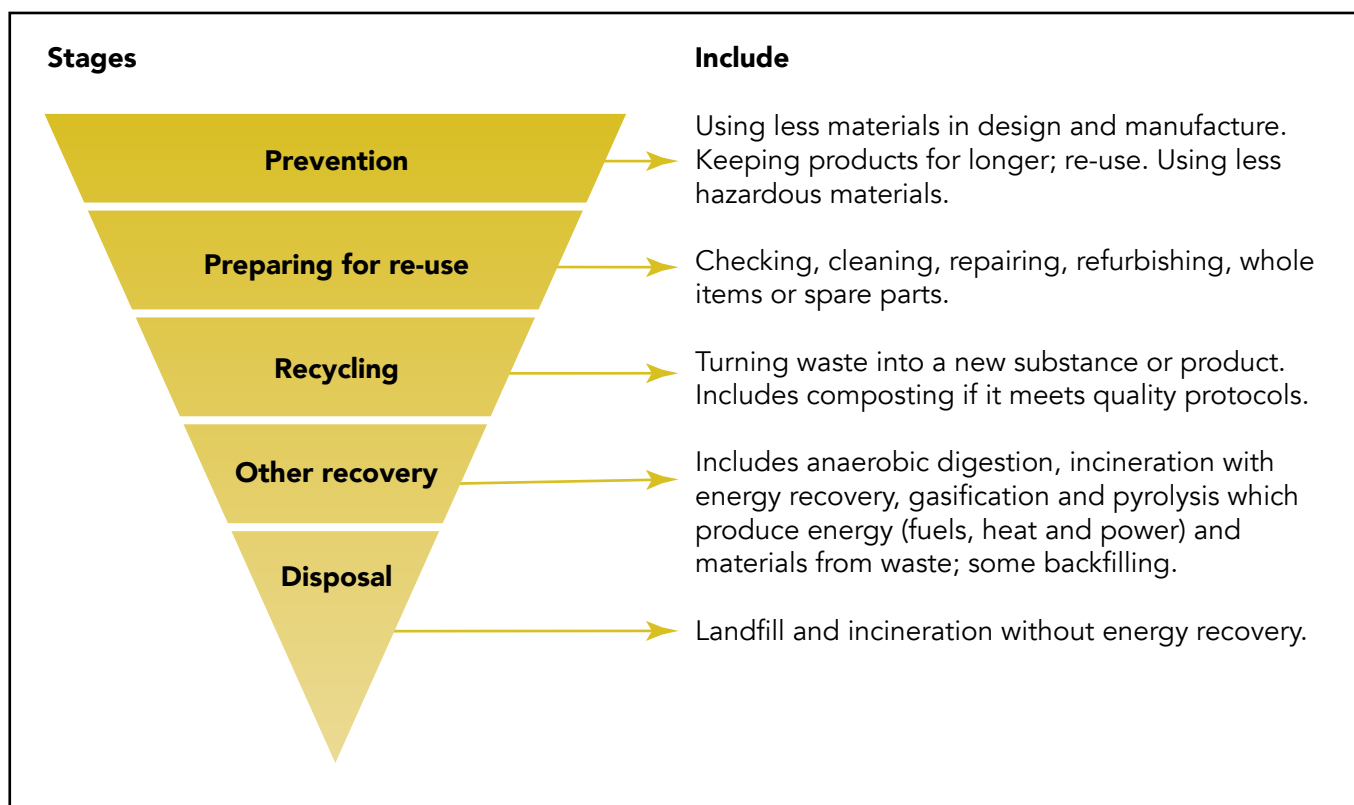 Stages
Include
Prevention
Using less materials in design and manufacture.
Keeping products for longer; re-use. Using less
hazardous materials.
Preparing for re-use
Checking, cleaning, repairing, refurbishing, whole
items or spare parts.
Recycling
Turning waste into a new substance or product.
Includes composting if it meets quality protocols.
Other recovery
Includes anaerobic digestion, incineration with
energy recovery, gasification and pyrolysis which
produce energy (fuels, heat and power) and
materials from waste; some backfilling.
Disposal
Landfill and incineration without energy recovery.